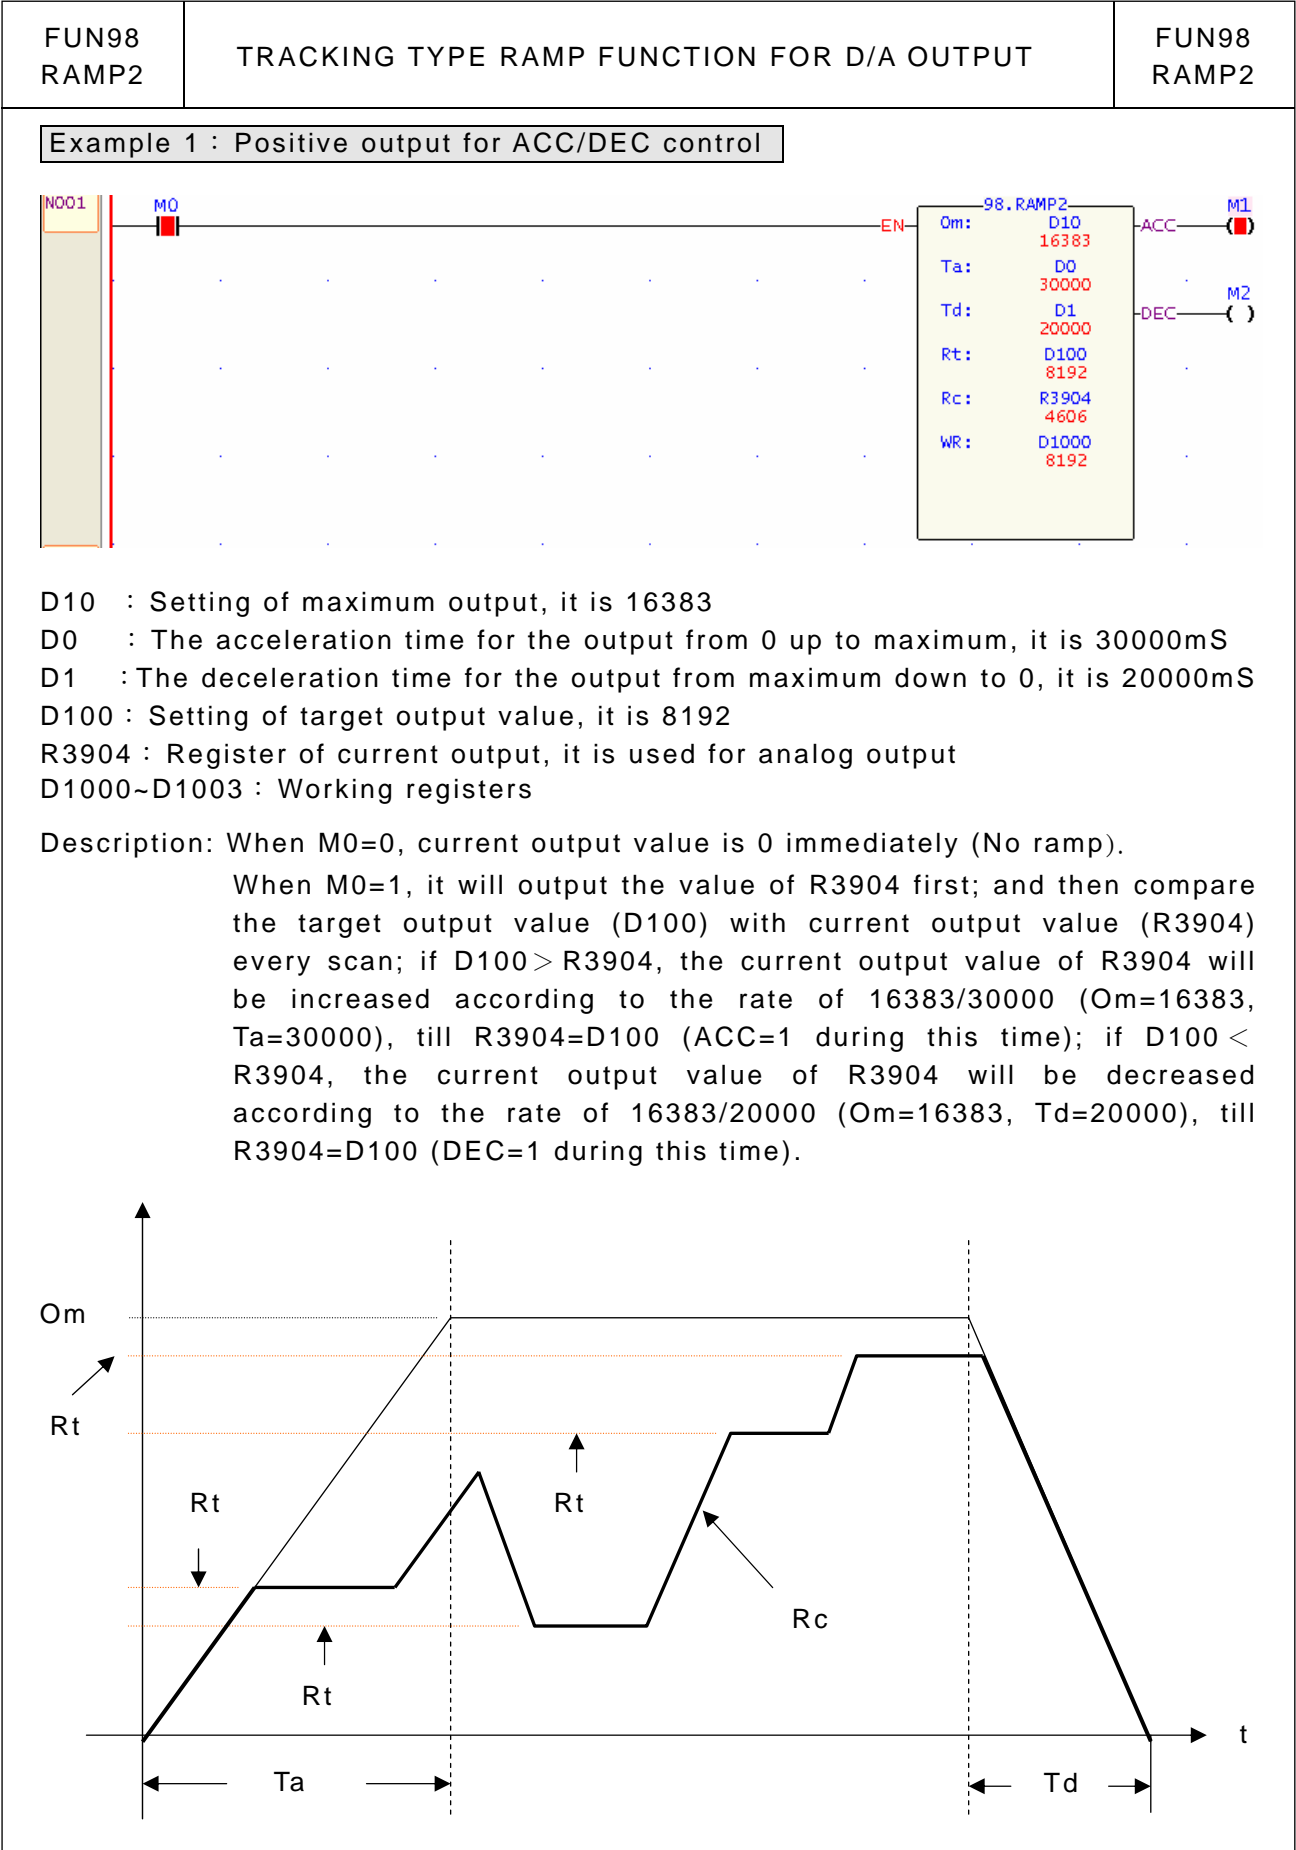 FUN98
RAMP2
TRACKING TYPE RAMP FUNCTION FOR D/A OUTPUT
FUN98
RAMP2
Example 1：Positive output for ACC/DEC control
N001
M0
EN
98.RAMP2
Om: D10
16383
Ta: D0
30000
Td: D1
20000
Rt: D100
8192
Rc: R3904
4606
WR: D1000
8192
ACC
M1
DEC
M2
D10 ：Setting of maximum output, it is 16383
D0 ：The acceleration time for the output from 0 up to maximum, it is 30000mS
D1 ：The deceleration time for the output from maximum down to 0, it is 20000mS
D100：Setting of target output value, it is 8192
R3904：Register of current output, it is used for analog output
D1000~D1003：Working registers
Description: When M0=0, current output value is 0 immediately (No ramp).
When M0=1, it will output the value of R3904 first; and then compare
the target output value (D100) with current output value (R3904)
every scan; if D100＞R3904, the current output value of R3904 will
be increased according to the rate of 16383/30000 (Om=16383,
Ta=30000), till R3904=D100 (ACC=1 during this time); if D100＜
R3904, the current output value of R3904 will be decreased
according to the rate of 16383/20000 (Om=16383, Td=20000), till
R3904=D100 (DEC=1 during this time).
Om
Rt
Rt
Rt
Rc
Rt
t
Ta
Td